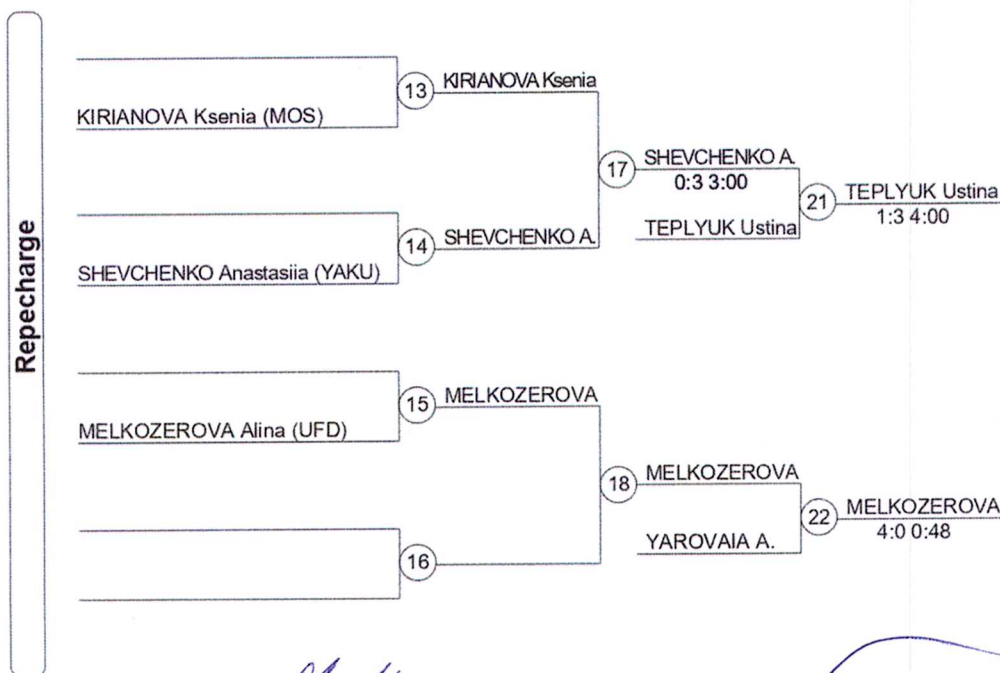 Repecharge
KIRIANOVA Ksenia (MOS)
13
KIRIANOVA Ksenia
SHEVCHENKO Anastasiia (YAKU)
14
SHEVCHENKO A.
17
SHEVCHENKO A.
0:3 3:00
TEPLYUK Ustina
21
TEPLYUK Ustina
1:3 4:00
MELKOZEROVA Alina (UFD)
15
MELKOZEROVA
16
18
MELKOZEROVA
YAROVAIA A.
22
MELKOZEROVA
4:0 0:48